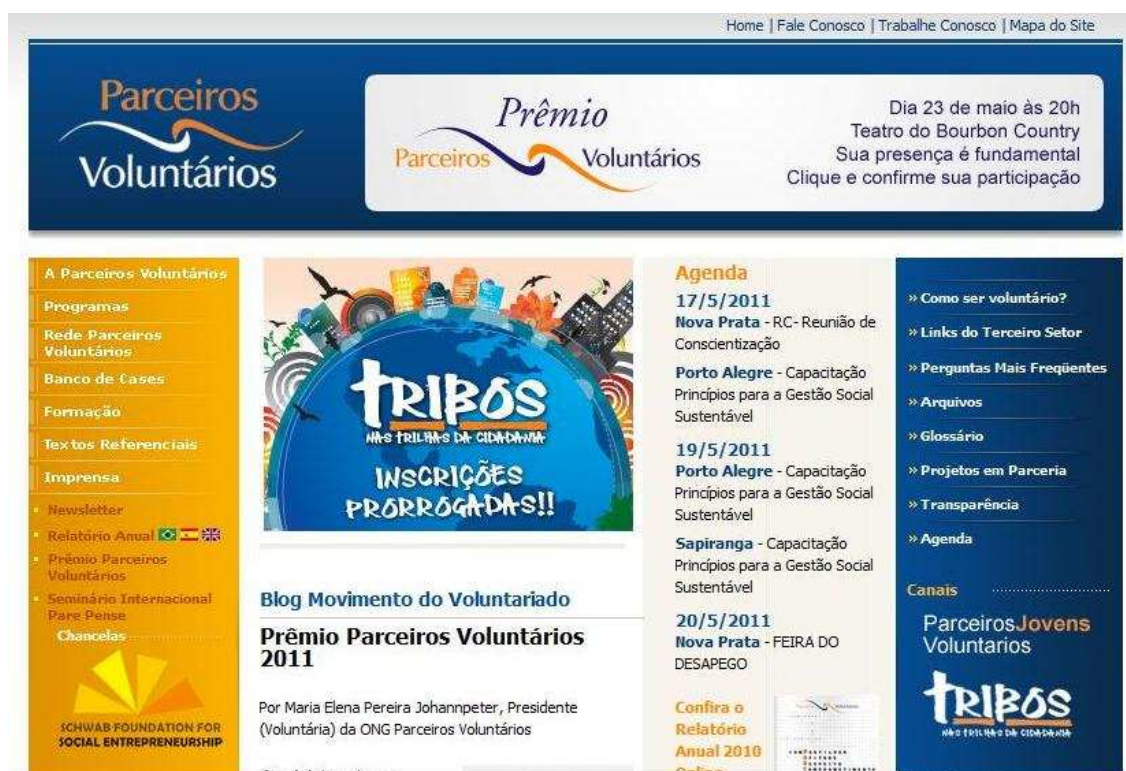 Home | Fale Conosco | Trabalhe Conosco | Mapa do Site
Parceiros
Voluntários
Prêmio
Parceiros Voluntários
Dia 23 de maio às 20h
Teatro do Bourbon Country
Sua presença é fundamental
Clique e confirme sua participação
A Parceiros Voluntários
Programas
Rede Parceiros
Voluntários
Banco de Cases
Formação
Textos Referenciais
Imprensa
Newsletter
Relatório Anual
Prêmio Parceiros
Voluntários
Seminário Internacional
Pare Pense
Chancelas
SCHWAB FOUNDATION FOR
SOCIAL ENTREPRENEURSHIP
TRIBOS
NAS TRILHAS DA CIDADANIA
INSCRIÇÕES
PRORROGADAS!!
Blog Movimento do Voluntariado
Prêmio Parceiros Voluntários
2011
Por Maria Elena Pereira Johannpeter, Presidente
(Voluntária) da ONG Parceiros Voluntários
Agenda
17/5/2011
Nova Prata - RC- Reunião de
Conscientização
Porto Alegre - Capacitação
Princípios para a Gestão Social
Sustentável
19/5/2011
Porto Alegre - Capacitação
Princípios para a Gestão Social
Sustentável
Sapiranga - Capacitação
Princípios para a Gestão Social
Sustentável
20/5/2011
Nova Prata - FEIRA DO
DESAPEGO
Confira o
Relatório
Anual 2010
» Como ser voluntário?
» Links do Terceiro Setor
» Perguntas Mais Freqüentes
» Arquivos
» Glossário
» Projetos em Parceria
» Transparência
» Agenda
Canais
ParceirosJovens
Voluntarios
TRIBOS
NAS TRILHAS DA CIDADANIA